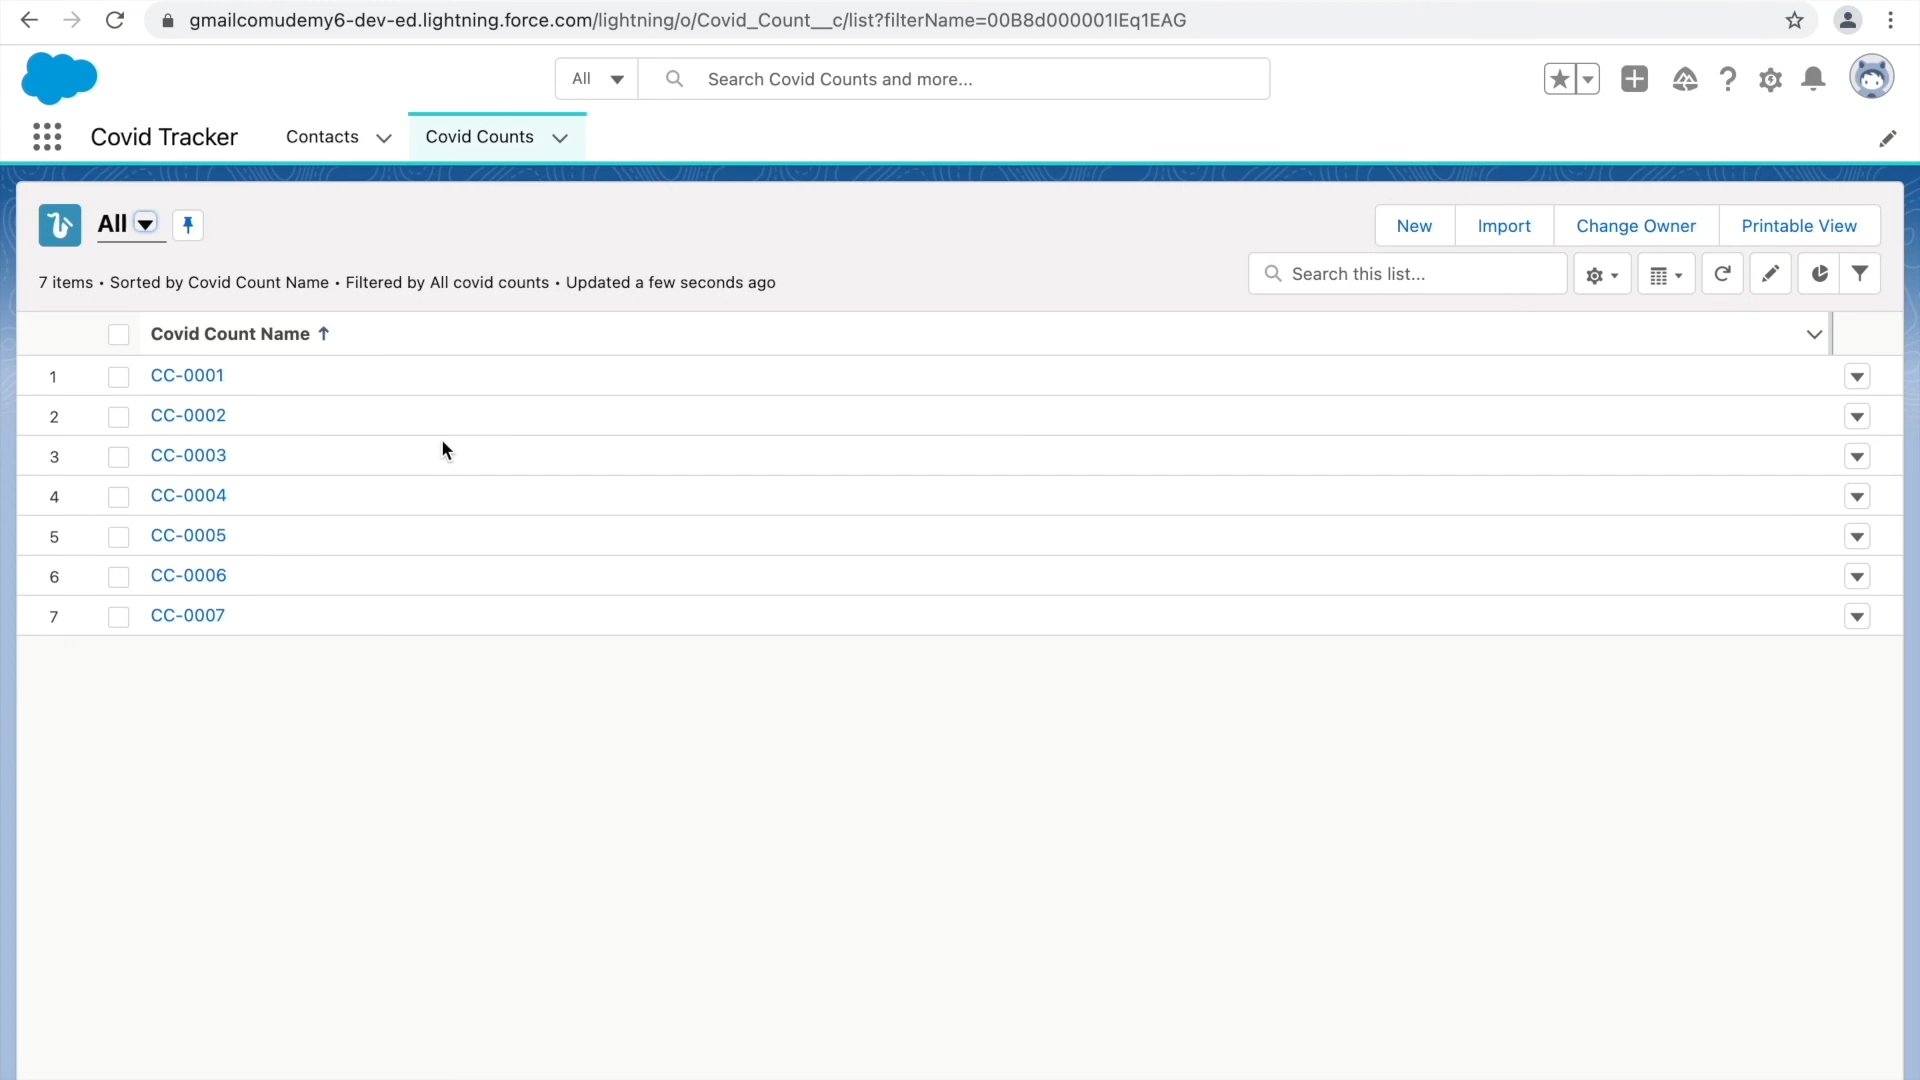 gmailcomudemy6-dev-ed.lightning.force.com/lightning/o/Covid_Count__c/list?filterName=00B8d000001lEq1EAG
All Search Covid Counts and more...
Covid Tracker Contacts Covid Counts
All New Import Change Owner Printable View
7 items • Sorted by Covid Count Name • Filtered by All covid counts • Updated a few seconds ago Search this list...
Covid Count Name ↑
1 CC-0001
2 CC-0002
3 CC-0003
4 CC-0004
5 CC-0005
6 CC-0006
7 CC-0007